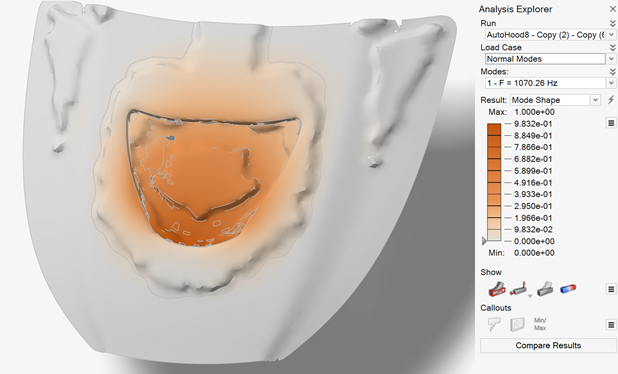 Analysis Explorer
Run
AutoHood8 - Copy (2) - Copy (6
Load Case
Normal Modes
Modes:
1 - F = 1070.26 Hz
Result: Mode Shape
Max: 1.000e+00
9.832e-01
8.849e-01
7.866e-01
6.882e-01
5.899e-01
4.916e-01
3.933e-01
2.950e-01
1.966e-01
9.832e-02
0.000e+00
Min: 0.000e+00
Show
Callouts
Min/
Max
Compare Results